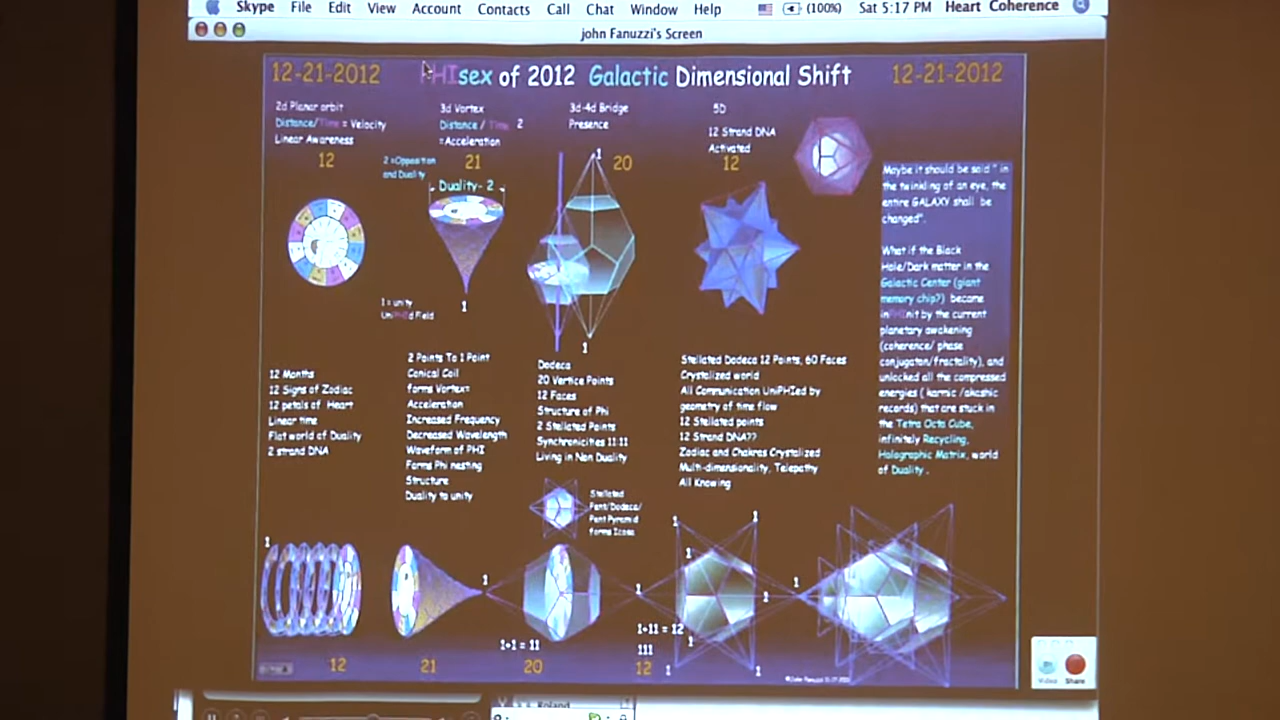 Skype File Edit View Account Contacts Call Chat Window Help (100%) Sat 5:17 PM Heart Coherence
john Fanuzzi's Screen
12-21-2012 PHIsex of 2012 Galactic Dimensional Shift 12-21-2012
2d Planar orbit
Distance/Time = Velocity
Linear Awareness
12
3d Vortex
Distance / Time 2
=Acceleration
2 =Opposition
and Duality
21
Duality- 2
1
1 = unity
UniPHIed Field
3d-4d Bridge
Presence
1
20
1
5D
12 Strand DNA
Activated
12
Maybe it should be said " in
the twinkling of an eye, the
entire GALAXY shall be
changed".
What if the Black
Hole/Dark matter in the
Galactic Center (giant
memory chip?) became
inPHInit by the current
planetary awakening
(coherence/ phase
conjugaton/fractality), and
unlocked all the compressed
energies ( karmic /akashic
records) that are stuck in
the Tetra Octa Cube,
infinitely Recycling,
Holographic Matrix, world
of Duality .
12 Months
12 Signs of Zodiac
12 petals of Heart
Linear time
Flat world of Duality
2 strand DNA
2 Points To 1 Point
Conical Coil
forms Vortex=
Acceleration
Increased Frequency
Decreased Wavelength
Waveform of PHI
Forms Phi nesting
Structure
Duality to unity
Dodeca
20 Vertice Points
12 Faces
Structure of Phi
2 Stellated Points
Synchronicities 11:11
Living in Non Duality
Stellated Dodeca 12 Points, 60 Faces
Crystalized world
All Communication UniPHIed by
geometry of time flow
12 Stellated points
12 Strand DNA??
Zodiac and Chakras Crystalized
Multi-dimensionality, Telepathy
All Knowing
Stellated
Pent/Dodeca/
Pent Pyramid
forms Icosa
1
1
1
1
1
1
1
1
1
1
1
1+1 = 11
1+11 = 12
111
12 21 20 12
Video Share